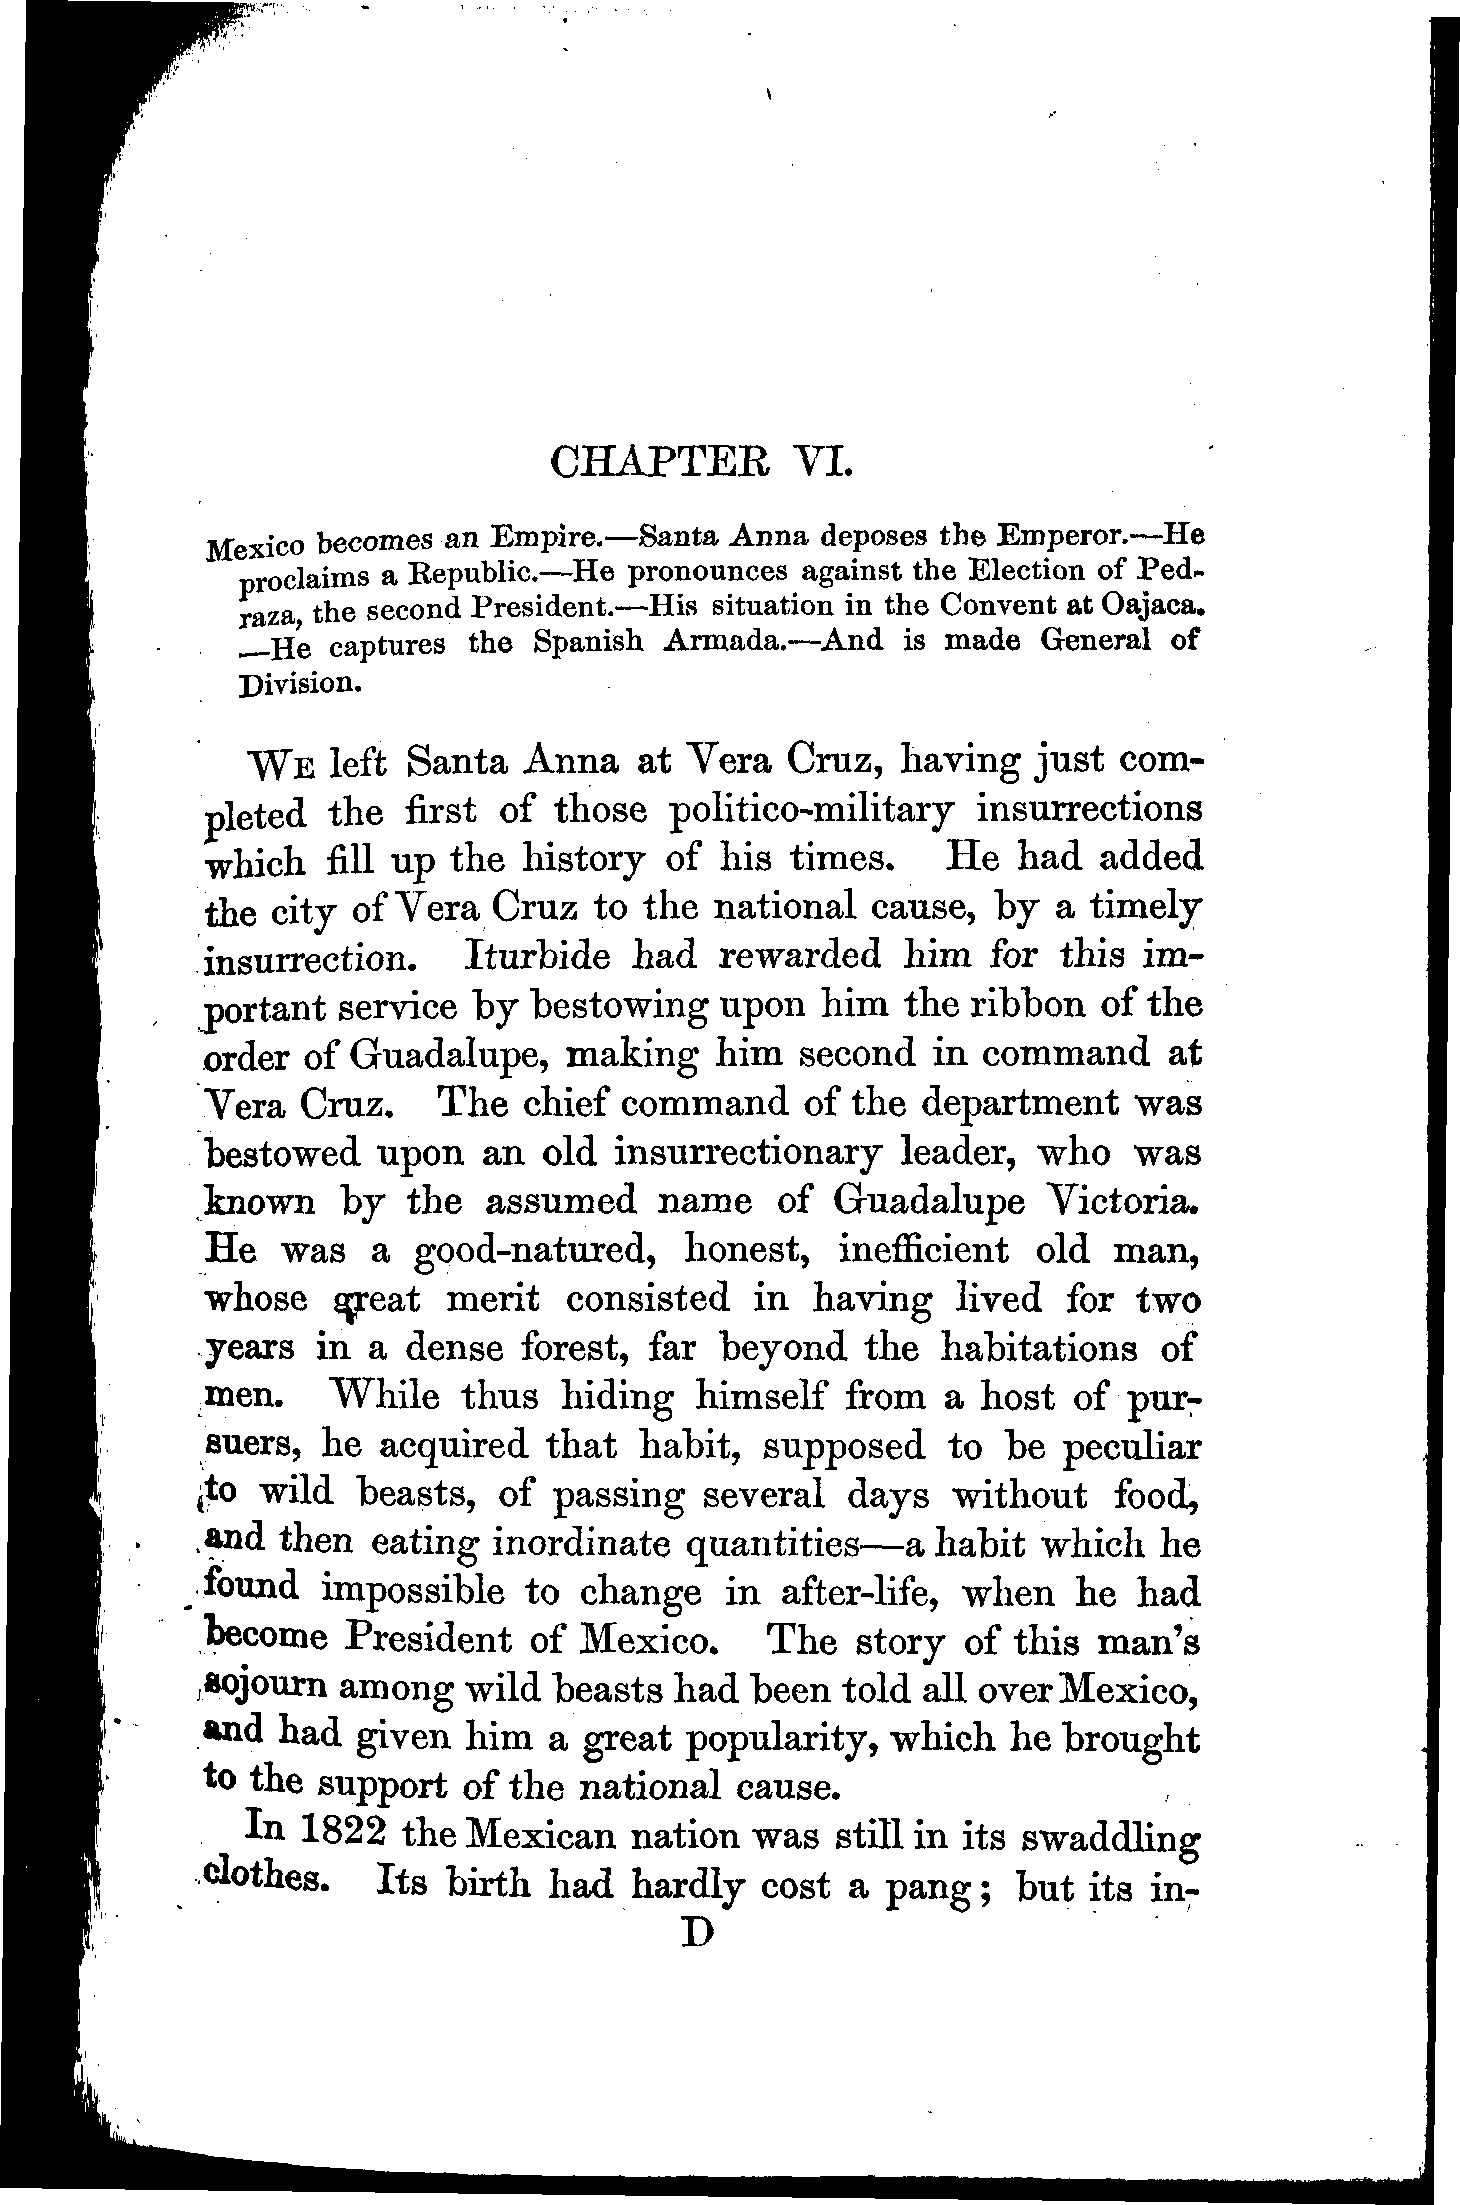 CHAPTER VI.
Mexico becomes an Empire.—Santa Anna deposes the Emperor.—He
proclaims a Republic.—He pronounces against the Election of Ped-
raza, the second President.—His situation in the Convent at Oajaca.
—He captures the Spanish Armada.—And is made General of
Division.
WE left Santa Anna at Vera Cruz, having just com-
pleted the first of those politico-military insurrections
which fill up the history of his times. He had added
the city of Vera Cruz to the national cause, by a timely
insurrection. Iturbide had rewarded him for this im-
portant service by bestowing upon him the ribbon of the
order of Guadalupe, making him second in command at
Vera Cruz. The chief command of the department was
bestowed upon an old insurrectionary leader, who was
known by the assumed name of Guadalupe Victoria.
He was a good-natured, honest, inefficient old man,
whose great merit consisted in having lived for two
years in a dense forest, far beyond the habitations of
men. While thus hiding himself from a host of pur-
suers, he acquired that habit, supposed to be peculiar
to wild beasts, of passing several days without food,
and then eating inordinate quantities—a habit which he
found impossible to change in after-life, when he had
become President of Mexico. The story of this man's
sojourn among wild beasts had been told all over Mexico,
and had given him a great popularity, which he brought
to the support of the national cause.
In 1822 the Mexican nation was still in its swaddling
clothes. Its birth had hardly cost a pang; but its in-
D